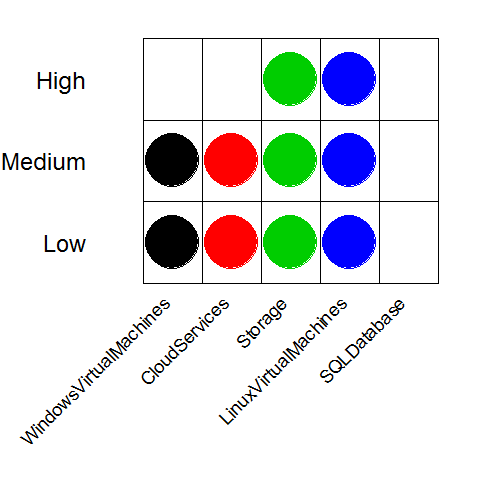 High
Medium
Low
WindowsVirtualMachines
CloudServices
Storage
LinuxVirtualMachines
SQLDatabase